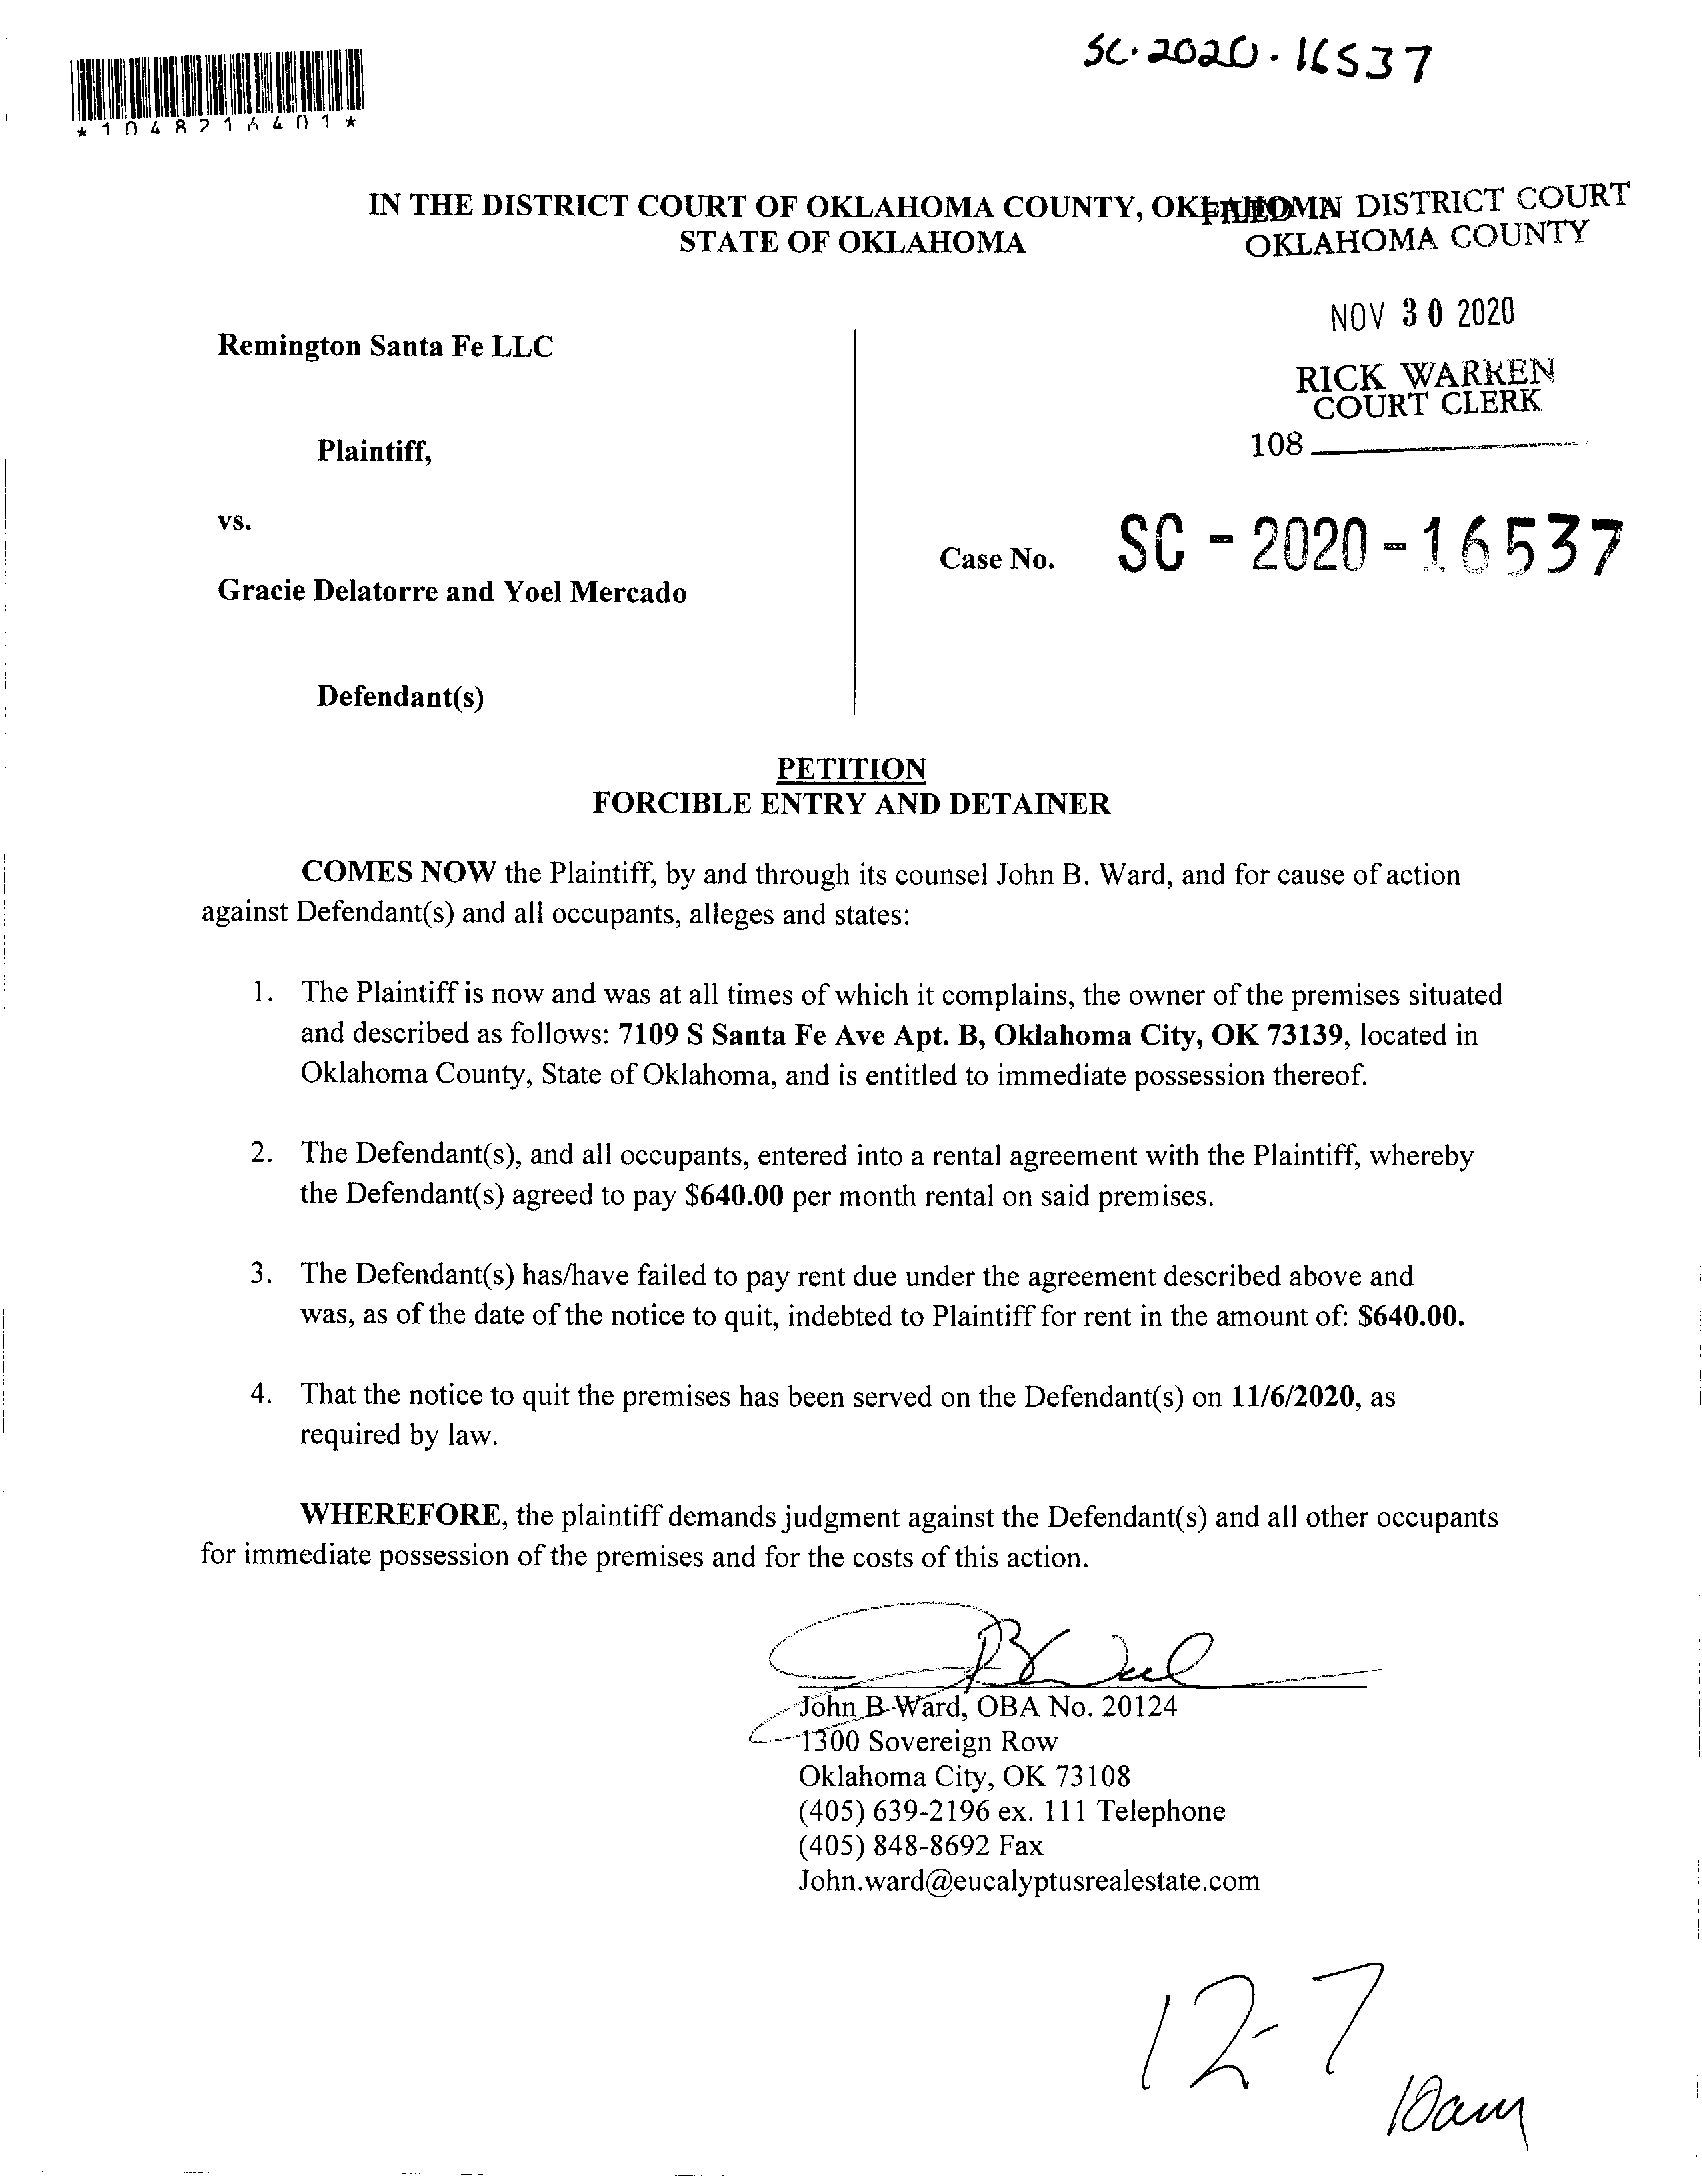 SC-2020-16537
*1048216401*
IN THE DISTRICT COURT OF OKLAHOMA COUNTY, OKLAHOMA
STATE OF OKLAHOMA
FILED IN DISTRICT COURT
OKLAHOMA COUNTY
NOV 30 2020
RICK WARREN
COURT CLERK
108
Remington Santa Fe LLC
Plaintiff,
vs.
Case No. SC-2020-16537
Gracie Delatorre and Yoel Mercado
Defendant(s)
PETITION
FORCIBLE ENTRY AND DETAINER
COMES NOW the Plaintiff, by and through its counsel John B. Ward, and for cause of action
against Defendant(s) and all occupants, alleges and states:
1. The Plaintiff is now and was at all times of which it complains, the owner of the premises situated
and described as follows: 7109 S Santa Fe Ave Apt. B, Oklahoma City, OK 73139, located in
Oklahoma County, State of Oklahoma, and is entitled to immediate possession thereof.
2. The Defendant(s), and all occupants, entered into a rental agreement with the Plaintiff, whereby
the Defendant(s) agreed to pay $640.00 per month rental on said premises.
3. The Defendant(s) has/have failed to pay rent due under the agreement described above and
was, as of the date of the notice to quit, indebted to Plaintiff for rent in the amount of: $640.00.
4. That the notice to quit the premises has been served on the Defendant(s) on 11/6/2020, as
required by law.
WHEREFORE, the plaintiff demands judgment against the Defendant(s) and all other occupants
for immediate possession of the premises and for the costs of this action.
John B Ward, OBA No. 20124
1300 Sovereign Row
Oklahoma City, OK 73108
(405) 639-2196 ex. 111 Telephone
(405) 848-8692 Fax
John.ward@eucalyptusrealestate.com
12-7
10am